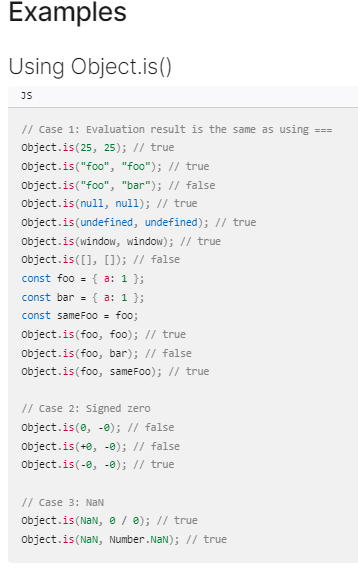 Examples
Using Object.is()
JS
// Case 1: Evaluation result is the same as using ===
Object.is(25, 25); // true
Object.is("foo", "foo"); // true
Object.is("foo", "bar"); // false
Object.is(null, null); // true
Object.is(undefined, undefined); // true
Object.is(window, window); // true
Object.is([], []); // false
const foo = { a: 1 };
const bar = { a: 1 };
const sameFoo = foo;
Object.is(foo, foo); // true
Object.is(foo, bar); // false
Object.is(foo, sameFoo); // true
// Case 2: Signed zero
Object.is(0, -0); // false
Object.is(+0, -0); // false
Object.is(-0, -0); // true
// Case 3: NaN
Object.is(NaN, 0 / 0); // true
Object.is(NaN, Number.NaN); // true